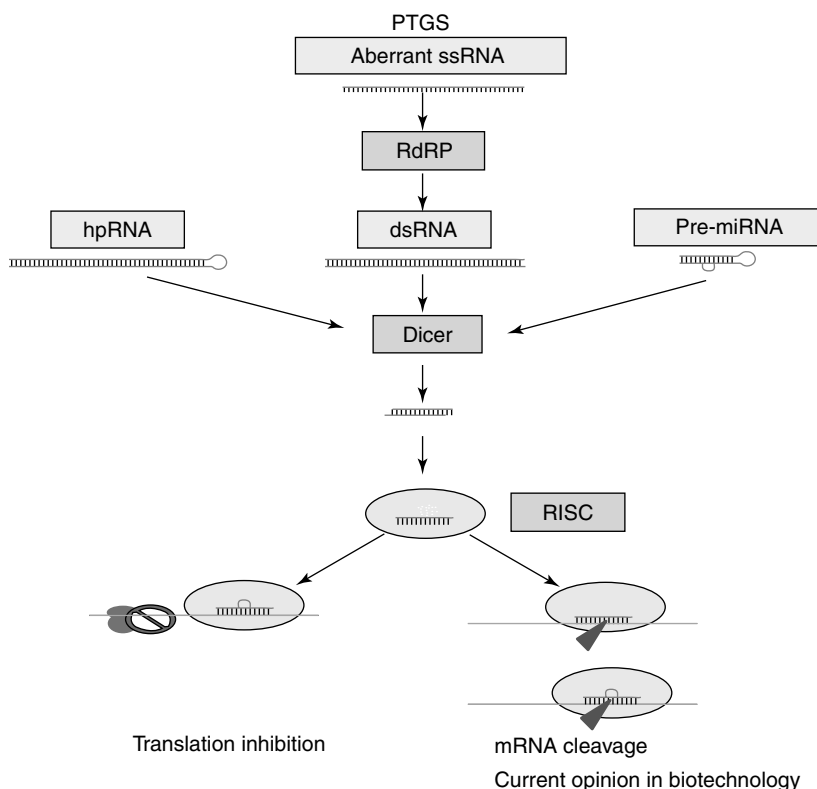 PTGS
Aberrant ssRNA
RdRP
hpRNA
dsRNA
Pre-miRNA
Dicer
RISC
Translation inhibition
mRNA cleavage
Current opinion in biotechnology